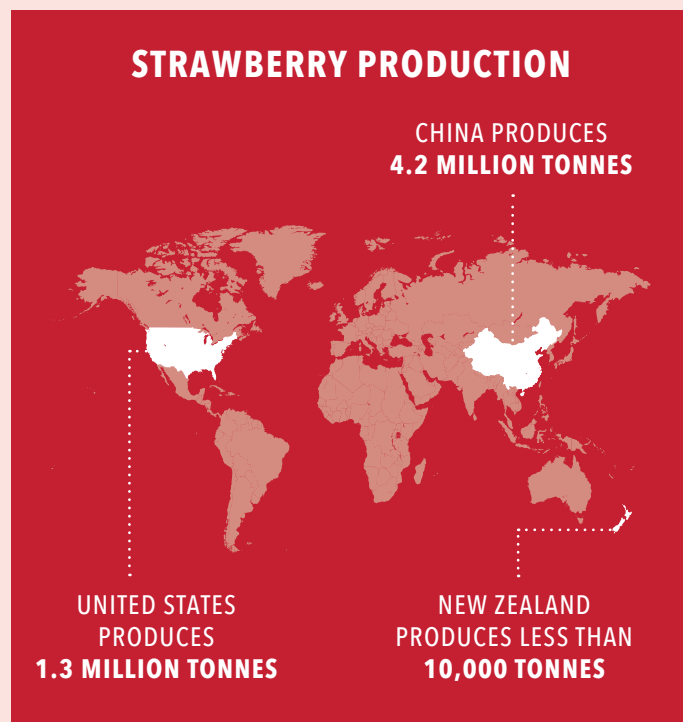 STRAWBERRY PRODUCTION
CHINA PRODUCES
4.2 MILLION TONNES
UNITED STATES
PRODUCES
1.3 MILLION TONNES
NEW ZEALAND
PRODUCES LESS THAN
10,000 TONNES